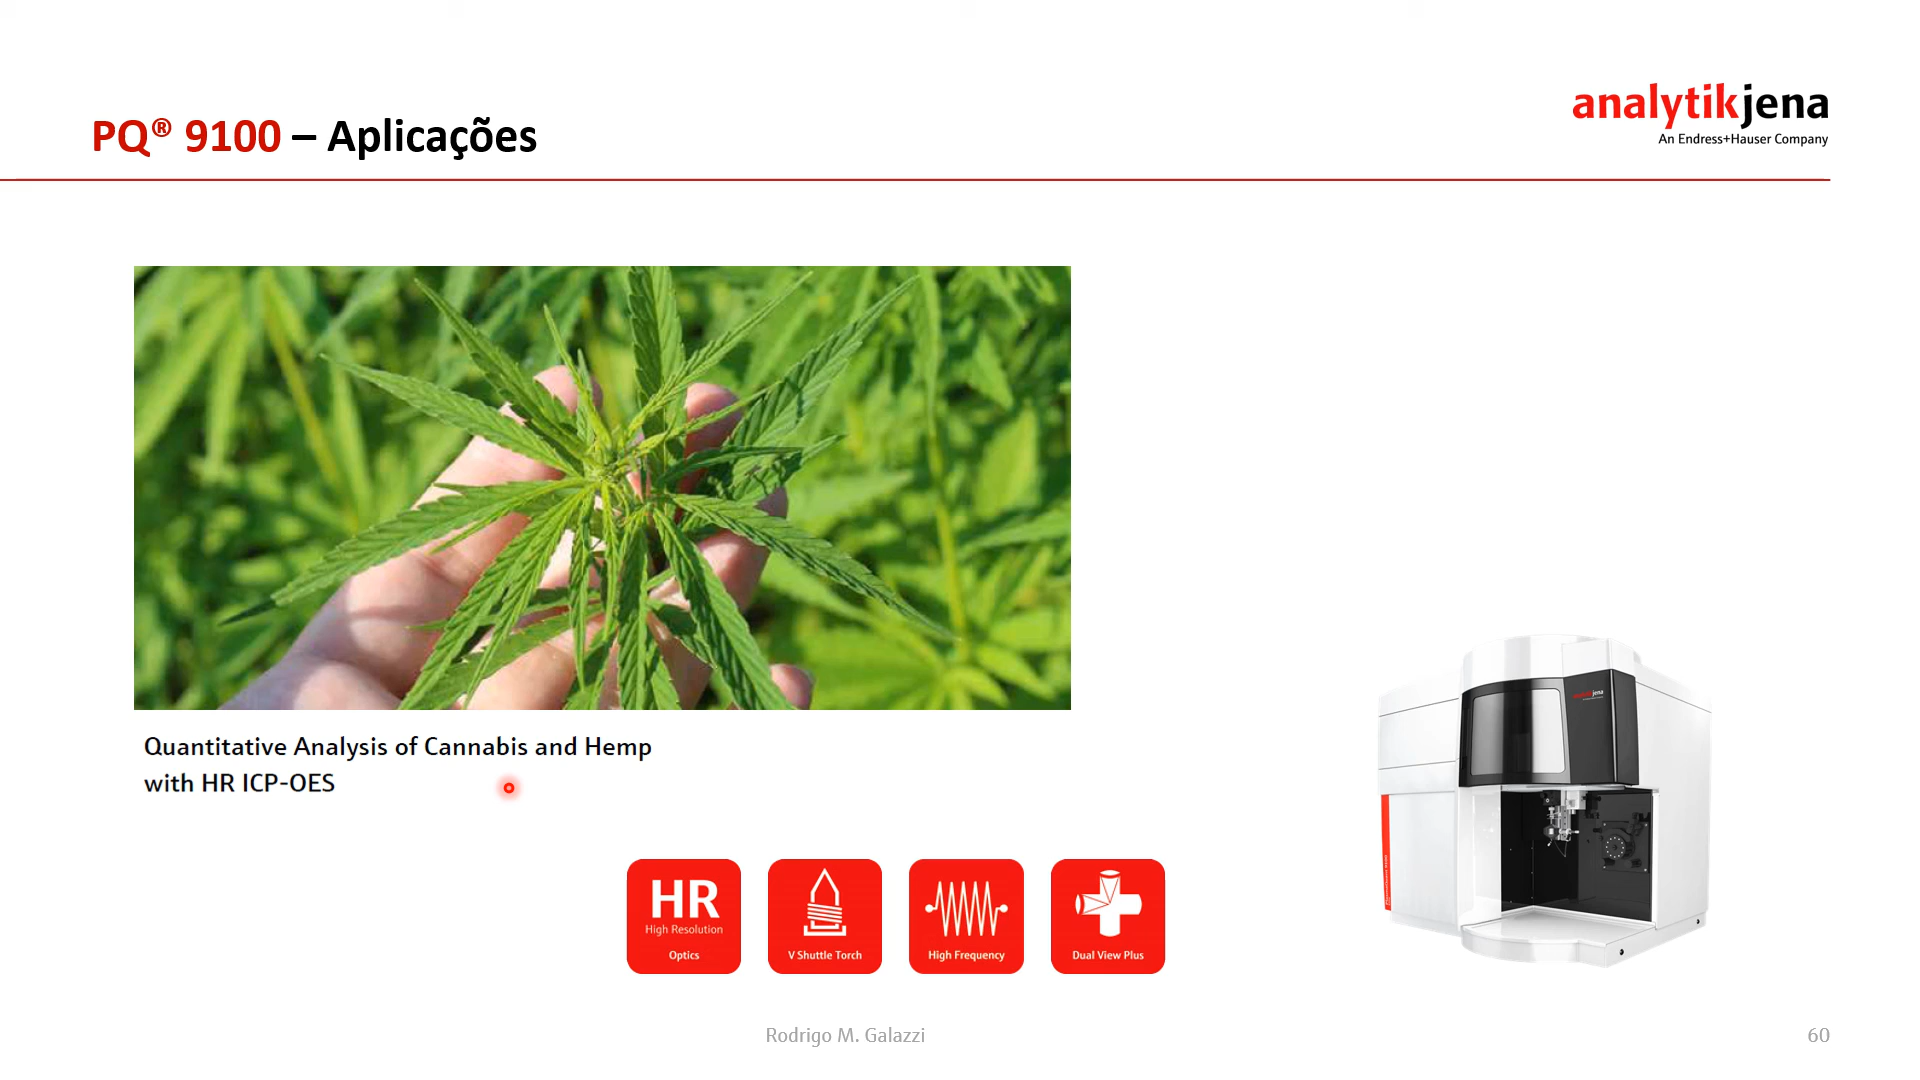 PQ® 9100 – Aplicações
analytikjena
An Endress+Hauser Company
Quantitative Analysis of Cannabis and Hemp
with HR ICP-OES
analytikjena
HR
High Resolution
Optics
V Shuttle Torch
High Frequency
Dual View Plus
Rodrigo M. Galazzi
60